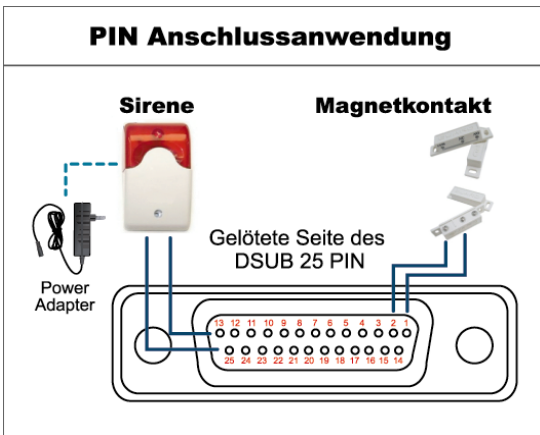 PIN Anschlussanwendung
Sirene
Magnetkontakt
Power
Adapter
Gelötete Seite des
DSUB 25 PIN
13 12 11 10 9 8 7 6 5 4 3 2 1
25 24 23 22 21 20 19 18 17 16 15 14